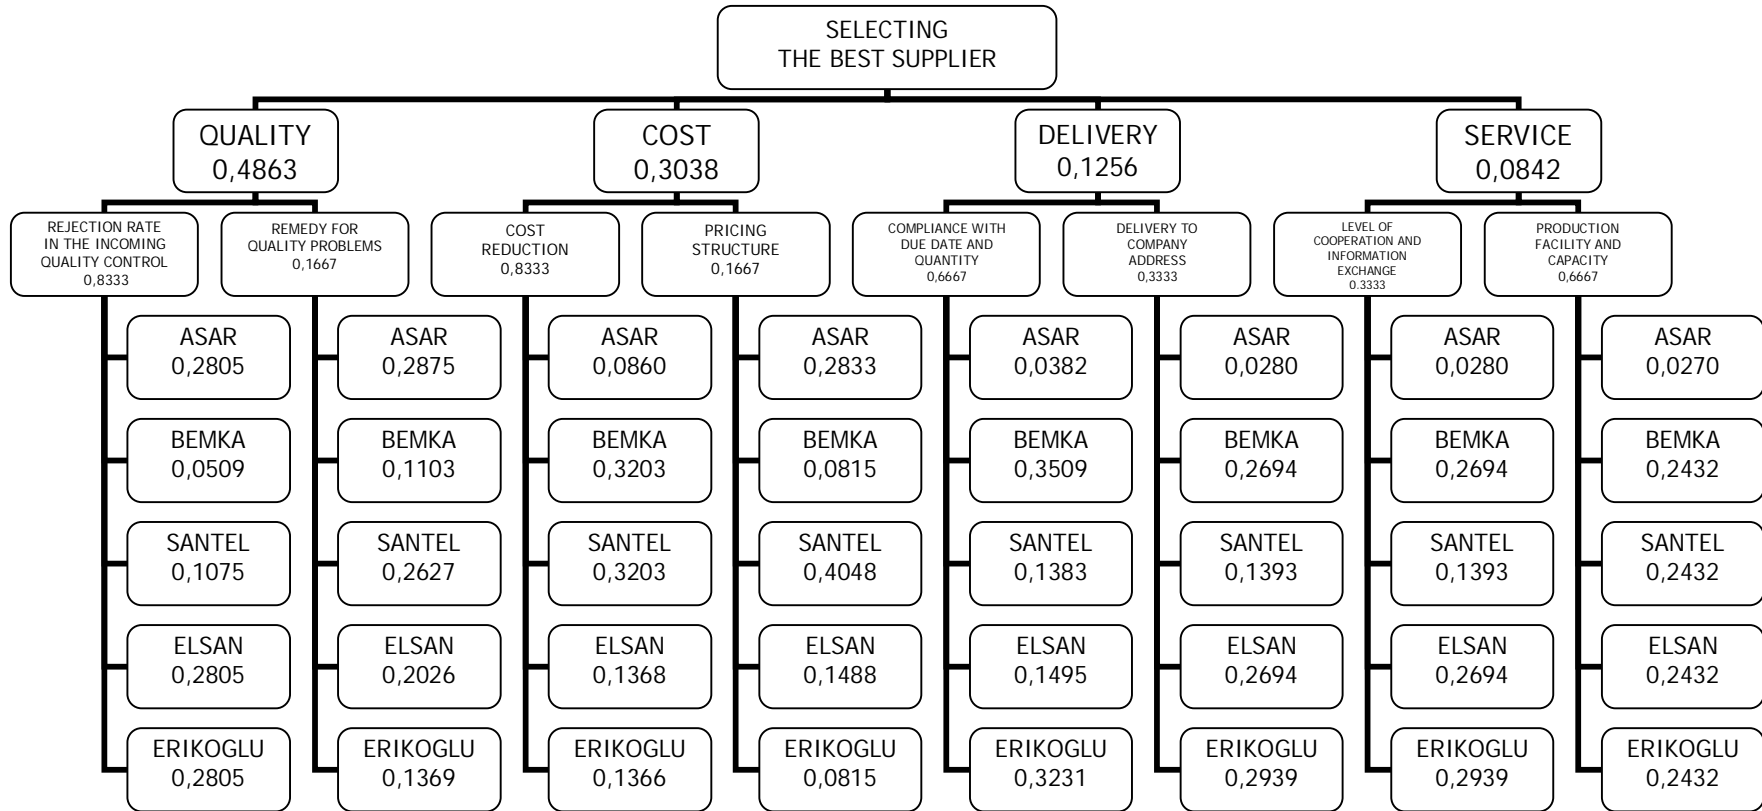 SELECTING
THE BEST SUPPLIER
QUALITY
0,4863
COST
0,3038
DELIVERY
0,1256
SERVICE
0,0842
REJECTION RATE
IN THE INCOMING
QUALITY CONTROL
0,8333
REMEDY FOR
QUALITY PROBLEMS
0,1667
COST
REDUCTION
0,8333
PRICING
STRUCTURE
0,1667
COMPLIANCE WITH
DUE DATE AND
QUANTITY
0,6667
DELIVERY TO
COMPANY
ADDRESS
0,3333
LEVEL OF
COOPERATION AND
INFORMATION
EXCHANGE
0.3333
PRODUCTION
FACILITY AND
CAPACITY
0,6667
ASAR
0,2805
ASAR
0,2875
ASAR
0,0860
ASAR
0,2833
ASAR
0,0382
ASAR
0,0280
ASAR
0,0280
ASAR
0,0270
BEMKA
0,0509
BEMKA
0,1103
BEMKA
0,3203
BEMKA
0,0815
BEMKA
0,3509
BEMKA
0,2694
BEMKA
0,2694
BEMKA
0,2432
SANTEL
0,1075
SANTEL
0,2627
SANTEL
0,3203
SANTEL
0,4048
SANTEL
0,1383
SANTEL
0,1393
SANTEL
0,1393
SANTEL
0,2432
ELSAN
0,2805
ELSAN
0,2026
ELSAN
0,1368
ELSAN
0,1488
ELSAN
0,1495
ELSAN
0,2694
ELSAN
0,2694
ELSAN
0,2432
ERIKOGLU
0,2805
ERIKOGLU
0,1369
ERIKOGLU
0,1366
ERIKOGLU
0,0815
ERIKOGLU
0,3231
ERIKOGLU
0,2939
ERIKOGLU
0,2939
ERIKOGLU
0,2432